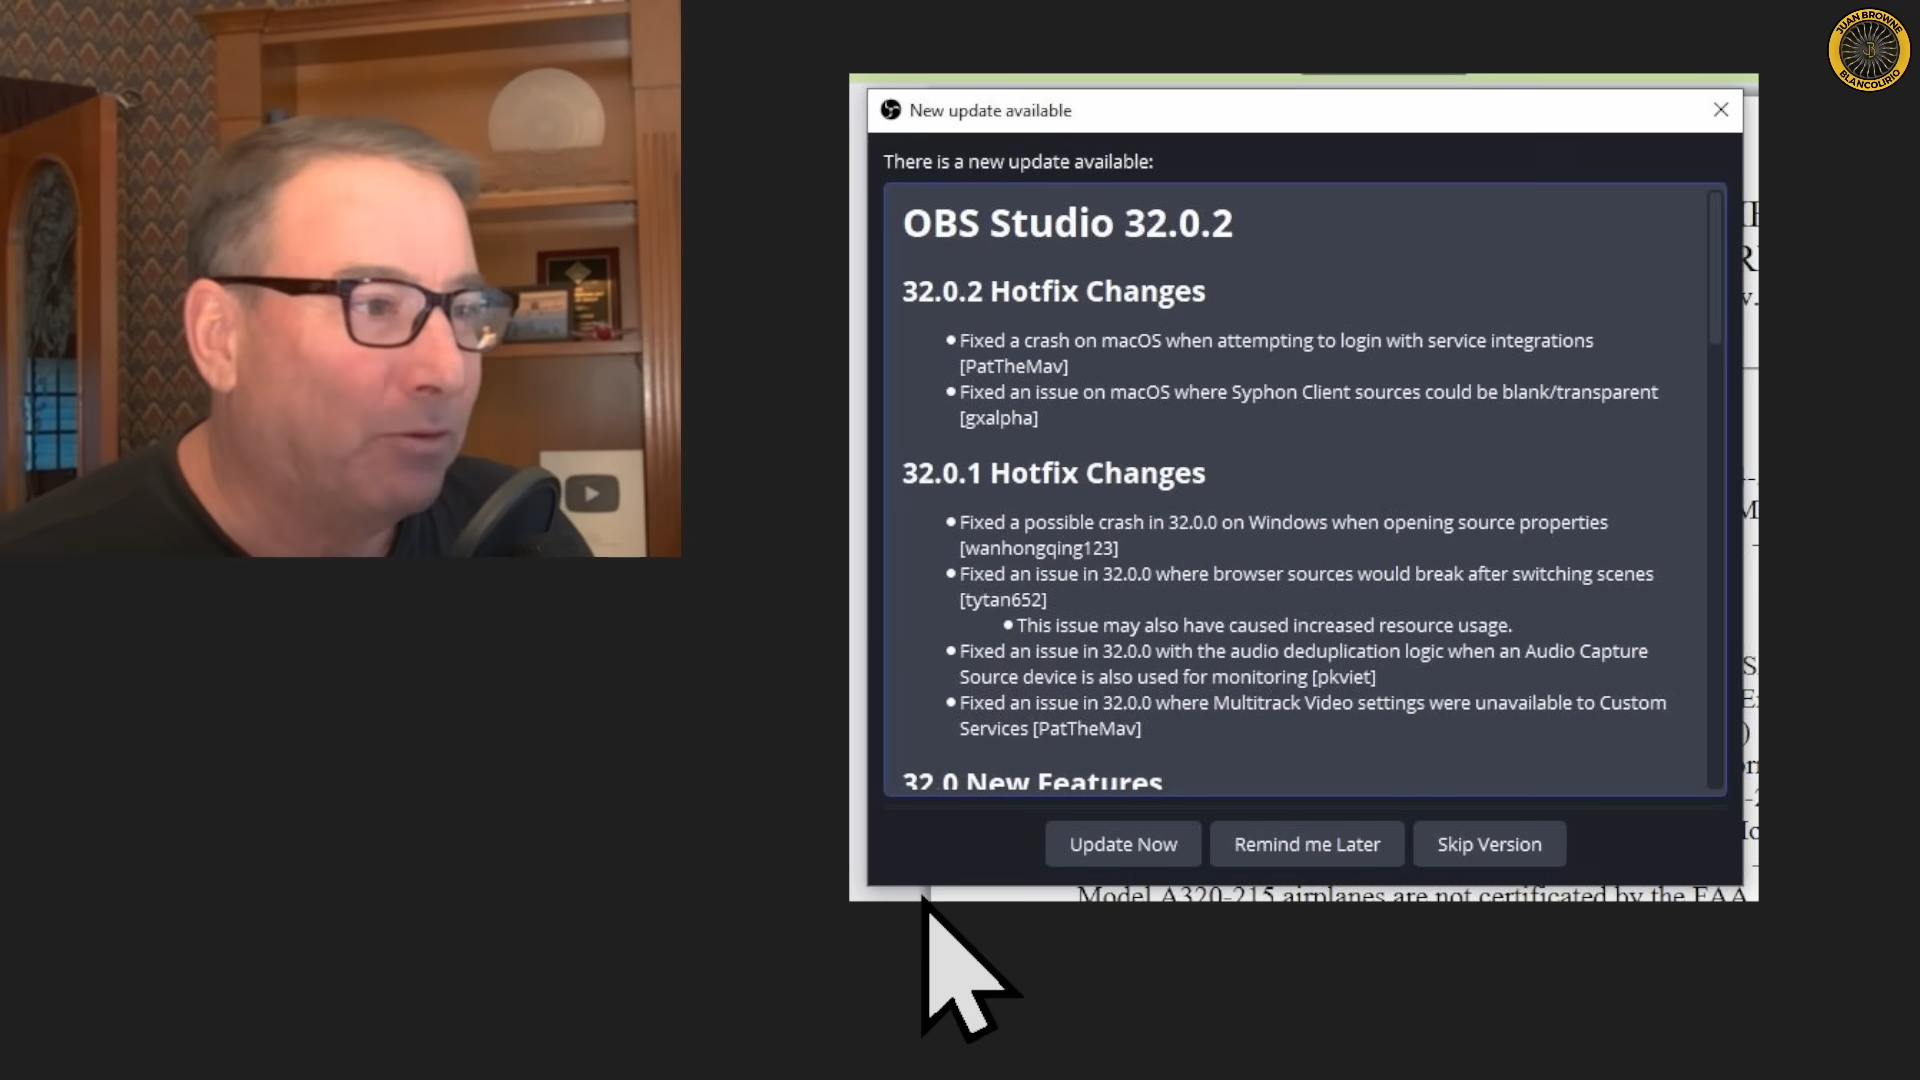 JUAN BROWNE
JB
BLANCOLIRIO
New update available
There is a new update available:
OBS Studio 32.0.2
32.0.2 Hotfix Changes
Fixed a crash on macOS when attempting to login with service integrations
[PatTheMav]
Fixed an issue on macOS where Syphon Client sources could be blank/transparent
[gxalpha]
32.0.1 Hotfix Changes
Fixed a possible crash in 32.0.0 on Windows when opening source properties
[wanhongqing123]
Fixed an issue in 32.0.0 where browser sources would break after switching scenes
[tytan652]
This issue may also have caused increased resource usage.
Fixed an issue in 32.0.0 with the audio deduplication logic when an Audio Capture
Source device is also used for monitoring [pkviet]
Fixed an issue in 32.0.0 where Multitrack Video settings were unavailable to Custom
Services [PatTheMav]
32.0 New Features
Update Now
Remind me Later
Skip Version
Model A320-215 airplanes are not certificated by the FAA